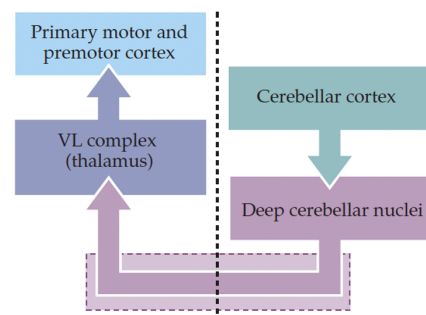 Primary motor and
premotor cortex
VL complex
(thalamus)
Cerebellar cortex
Deep cerebellar nuclei